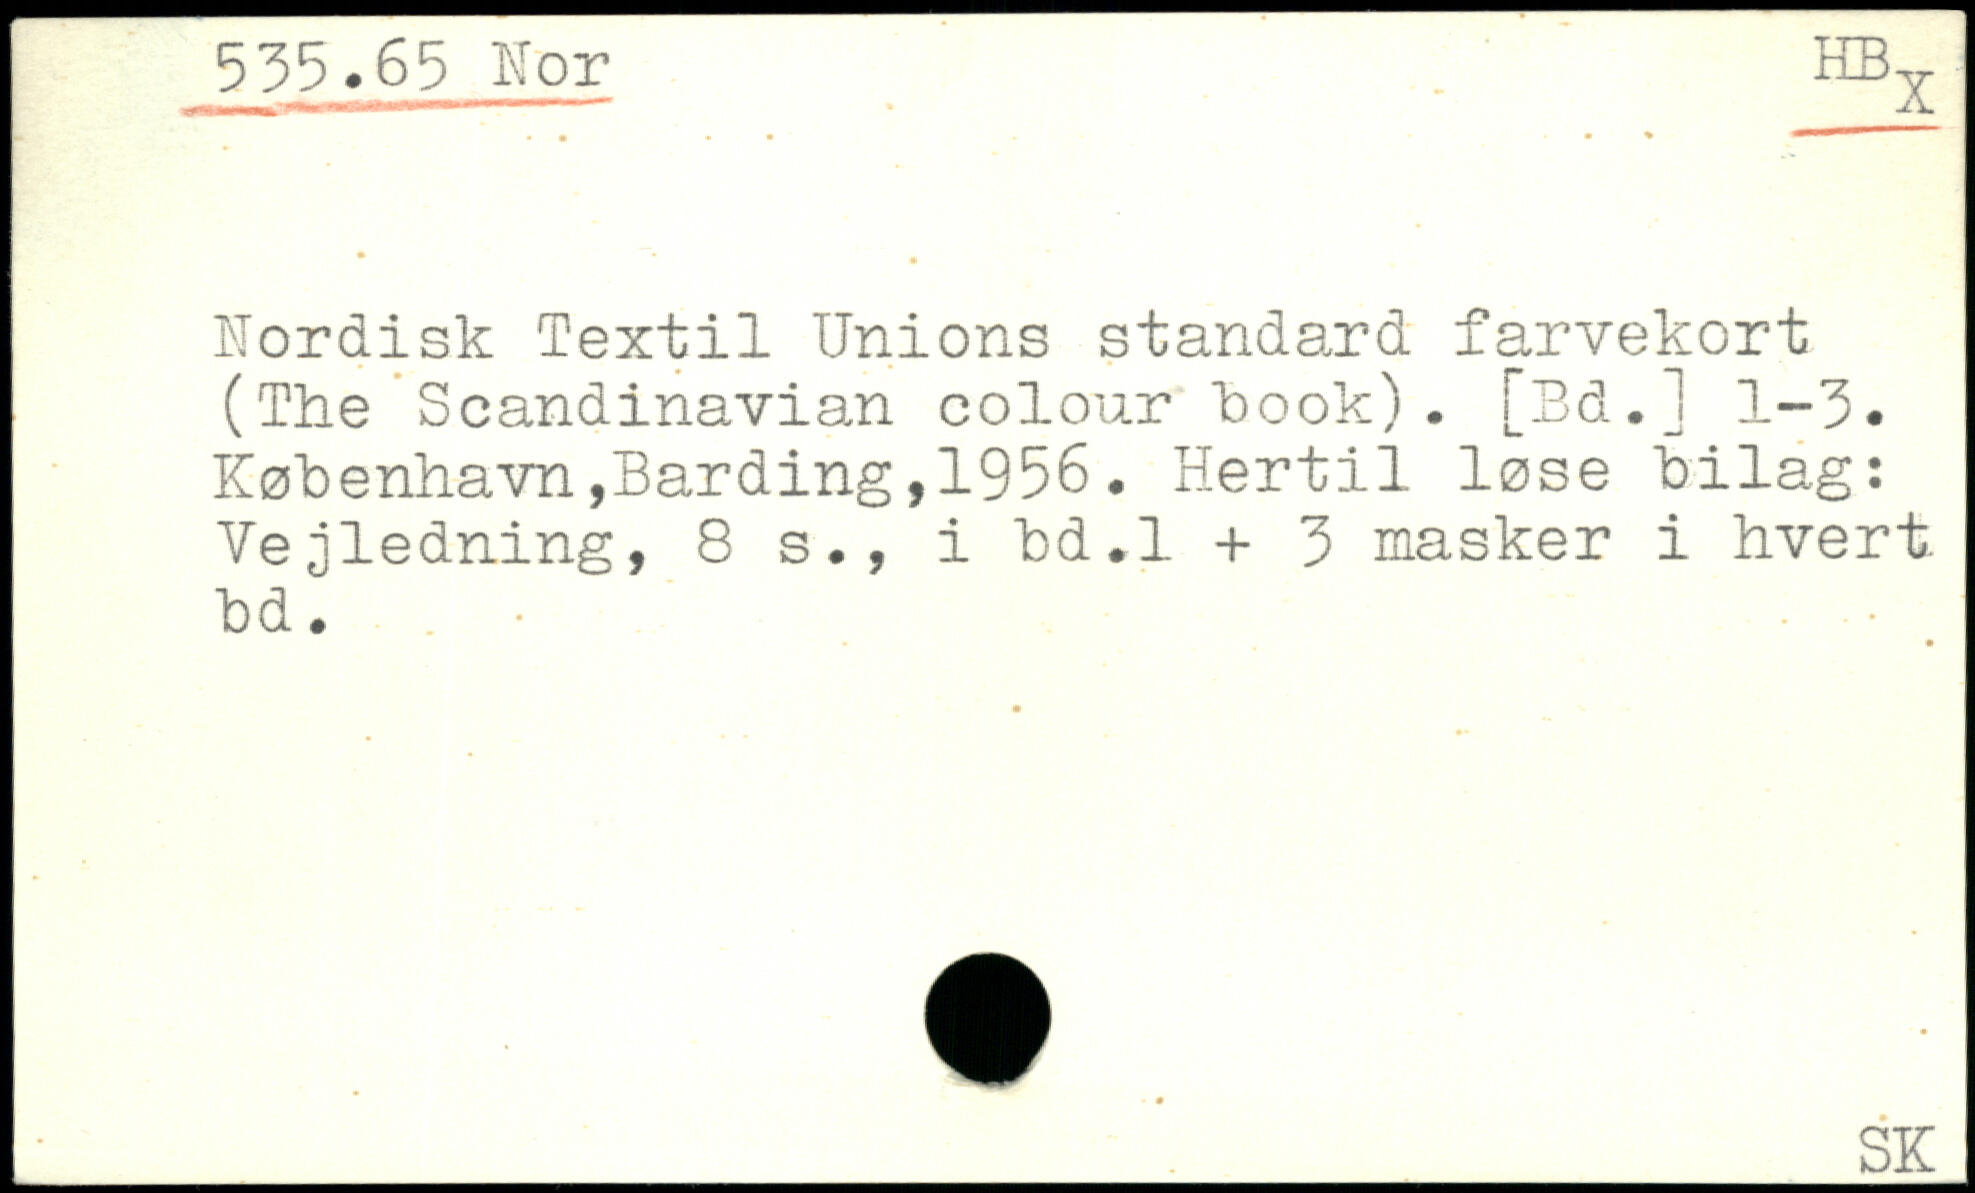 535.65 Nor HBX
Nordisk Textil Unions standard farvekort
(The Scandinavian colour book). [Bd.] 1-3.
København,Barding,1956. Hertil løse bilag:
Vejledning, 8 s., i bd.1 + 3 masker i hvert
bd.
SK